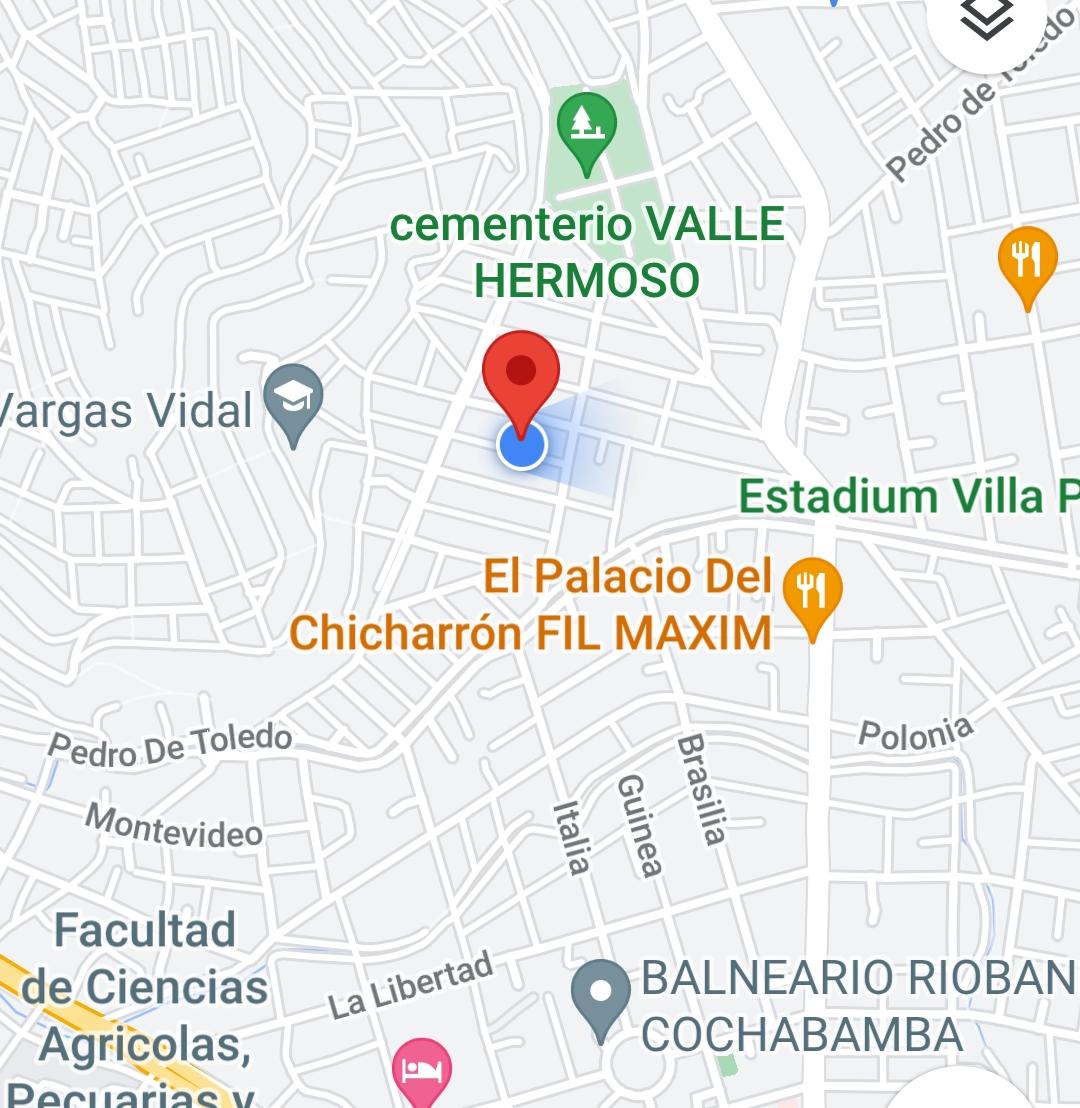 Pedro de Toledo
cementerio VALLE
HERMOSO
Vargas Vidal
Estadium Villa P
El Palacio Del
Chicharrón FIL MAXIM
Pedro De Toledo
Polonia
Montevideo
Italia
Guinea
Brasilia
Facultad
de Ciencias
Agricolas,
Pecuarias y
La Libertad
BALNEARIO RIOBAN
COCHABAMBA